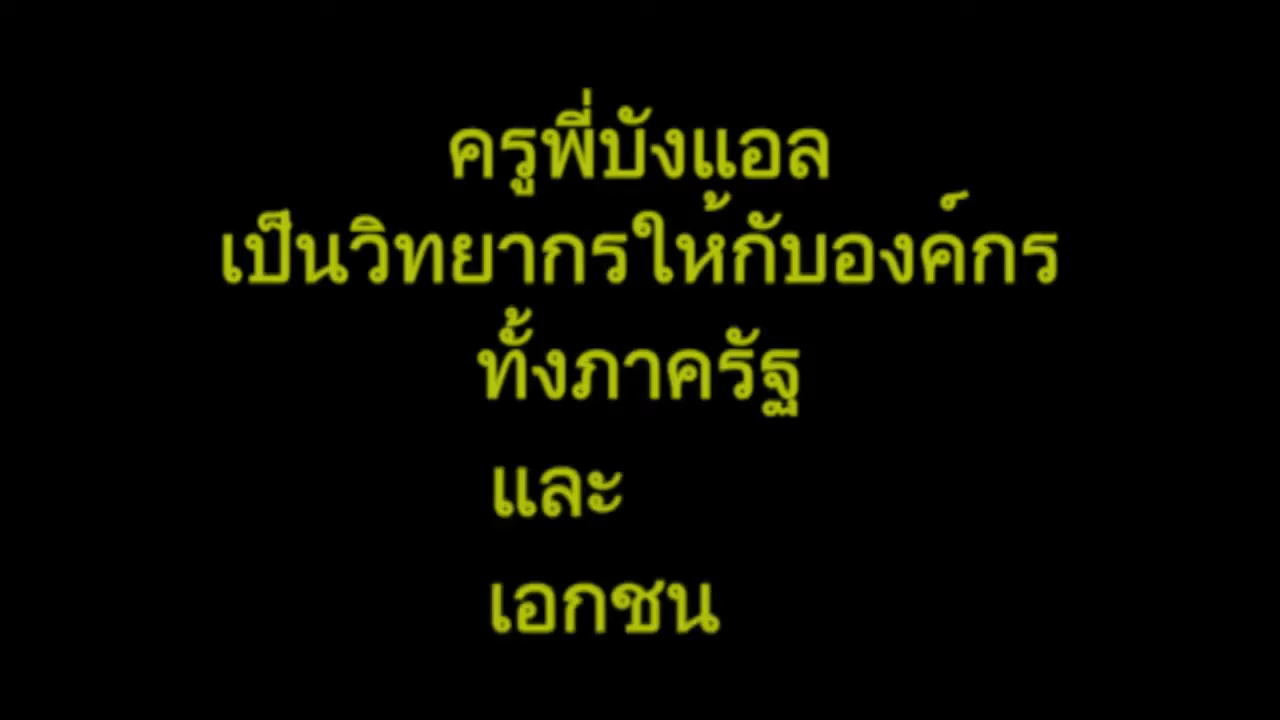 ครูพี่บังแอล
เป็นวิทยากรให้กับองค์กร
ทั้งภาครัฐ
และ
เอกชน